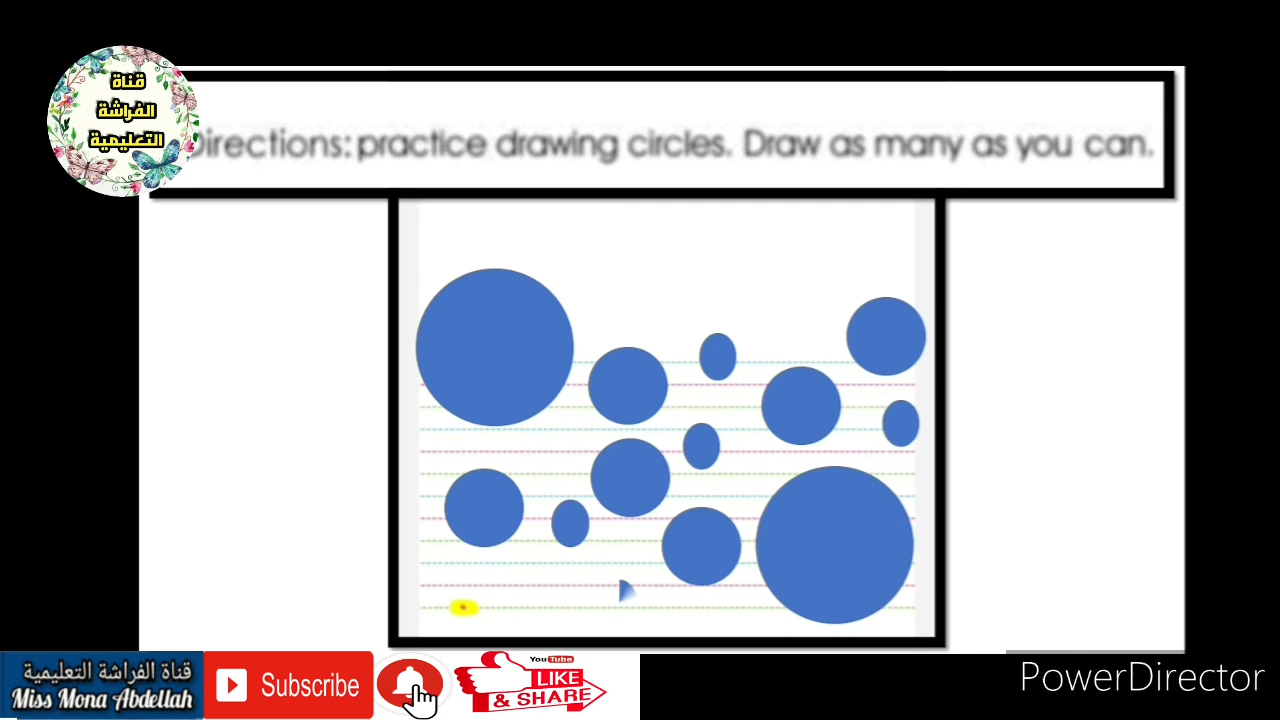 قناة
الفراشة
التعليمية
Directions: practice drawing circles. Draw as many as you can.
قناة الفراشة التعليمية
Miss Mona Abdellah
Subscribe
YouTube
LIKE
& SHARE
PowerDirector